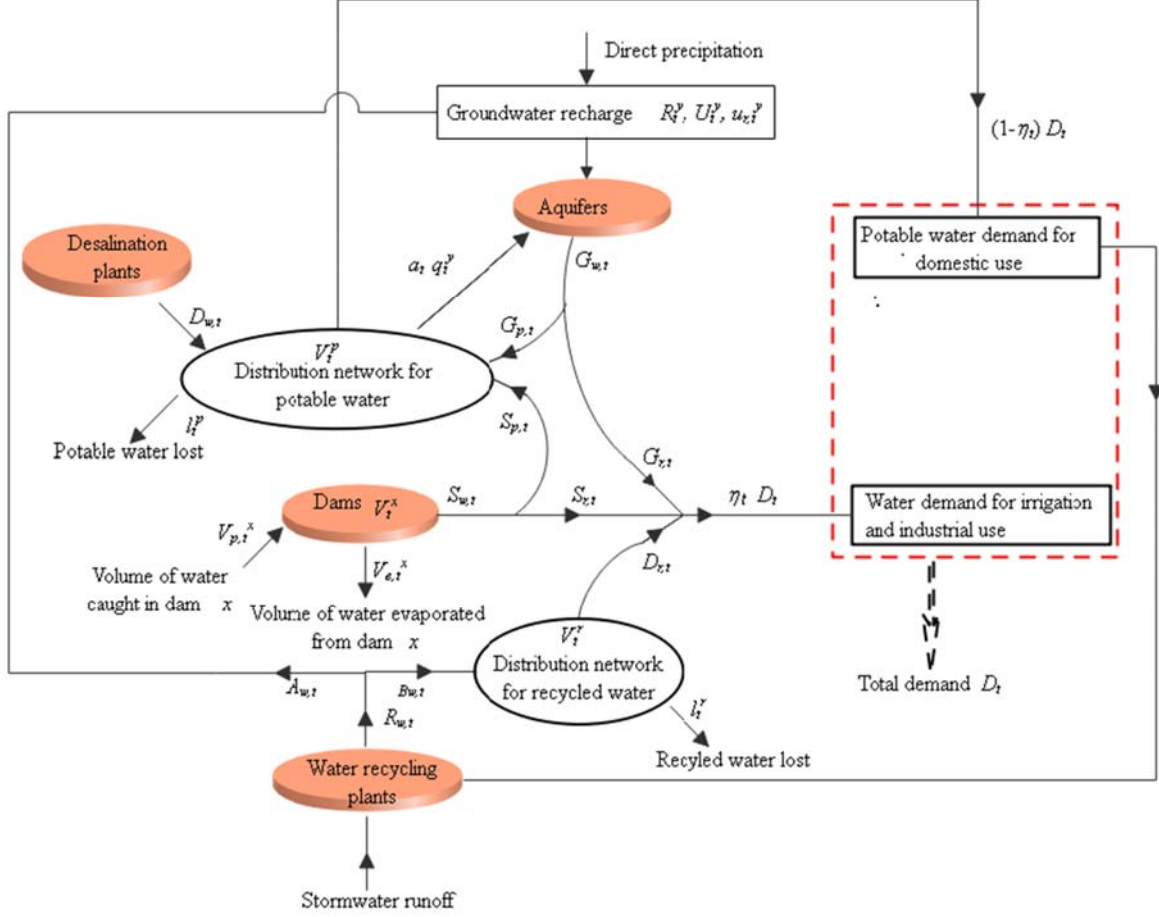 Direct precipitation
Groundwater recharge R_t^y, U_t^y, u_{r,t}^y
(1-η_t) D_t
Aquifers
Potable water demand for
domestic use
Desalination
plants
a_t q_t^y
G_{w,t}
D_{w,t}
G_{p,t}
V_t^p
Distribution network for
potable water
l_t^p
S_{p,t}
Potable water lost
G_{r,t}
Dams V_t^x
S_{w,t}
S_{r,t}
η_t D_t
Water demand for irrigation
and industrial use
V_{p,t}^x
D_{r,t}
Volume of water
caught in dam x
V_{e,t}^x
Volume of water evaporated
from dam x
V_t^r
Distribution network
for recycled water
Total demand D_t
A_{w,t}
B_{w,t}
R_{w,t}
l_t^r
Recyled water lost
Water recycling
plants
Stormwater runoff